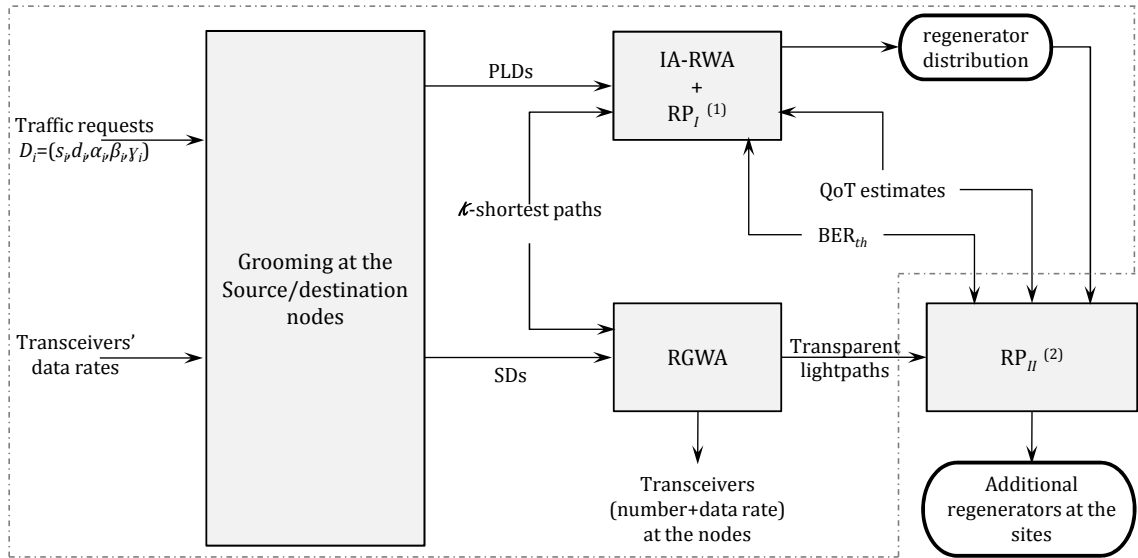 Traffic requests
D_i=(s_i,d_i,α_i,β_i,γ_i)
Transceivers'
data rates
Grooming at the
Source/destination
nodes
PLDs
SDs
K-shortest paths
IA-RWA
+
RP_I (1)
regenerator
distribution
QoT estimates
BER_th
RGWA
Transparent
lightpaths
RP_II (2)
Transceivers
(number+data rate)
at the nodes
Additional
regenerators at the
sites